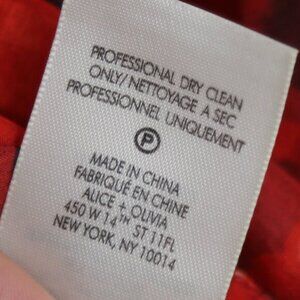 PROFESSIONAL DRY CLEAN
ONLY/NETTOYAGE A SEC
PROFESSIONNEL UNIQUEMENT
P
MADE IN CHINA
FABRIQUÉ EN CHINE
ALICE + OLIVIA
450 W 14TH ST 11FL
NEW YORK, NY 10014